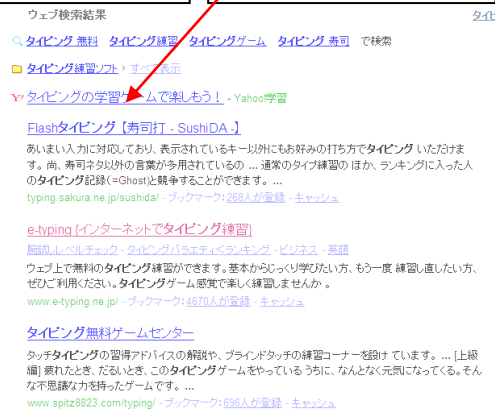 ウェブ検索結果
タイピ
タイピング 無料 タイピング練習 タイピングゲーム タイピング 寿司 で検索
タイピング練習ソフト すべて表示
タイピングの学習ゲームで楽しもう! - Yahoo!学習
Flashタイピング【寿司打 - SushiDA -】
あいまい入力に対応しており、表示されているキー以外にもお好みの打ち方でタイピング いただけま
す。尚、寿司ネタ以外の言葉が多用されているの ... 通常のタイプ練習の ほか、ランキングに入った人
のタイピング記録(=Ghost)と競争することができます。 ...
typing.sakura.ne.jp/sushida/ - ブックマーク:268人が登録 - キャッシュ
e-typing [インターネットでタイピング練習]
腕試しレベルチェック - タイピングバラエティ<ランキング - ビジネス - 英語
ウェブ上で無料のタイピング練習ができます。基本からじっくり学びたい方、もう一度 練習し直したい方、
ぜひご利用ください。タイピングゲーム感覚で楽しく練習しませんか 。
www.e-typing.ne.jp/ - ブックマーク:4670人が登録 - キャッシュ
タイピング無料ゲームセンター
タッチタイピングの習得アドバイスの解説や、ブラインドタッチの練習コーナーを設け ています。 ... [上級
編] 疲れたとき、だるいとき、このタイピングゲームをやっている うちに、なんとなく元気になってくる。そん
な不思議な力を持ったゲームです。 ...
www.spitz8823.com/typing/ - ブックマーク:696人が登録 - キャッシュ